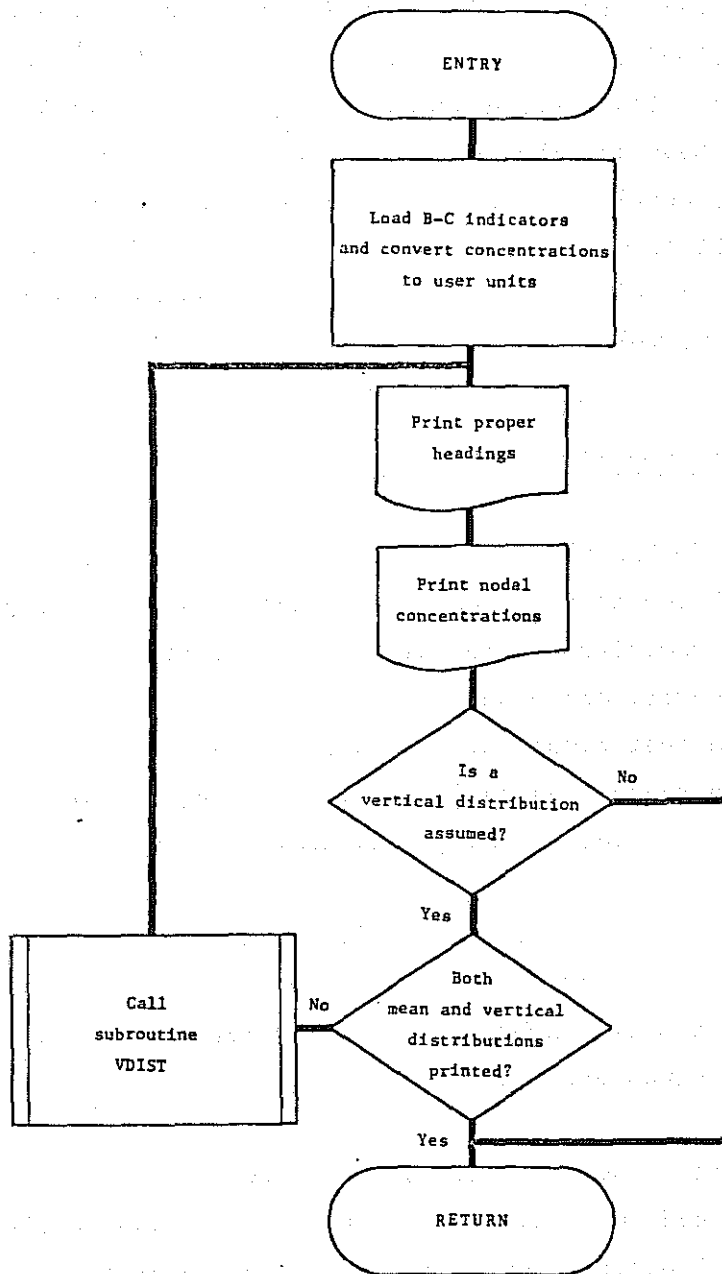 ENTRY
Load B-C indicators
and convert concentrations
to user units
Print proper
headings
Print nodal
concentrations
Is a
vertical distribution
assumed?
No
Yes
Both
mean and vertical
distributions
printed?
No
Call
subroutine
VDIST
Yes
RETURN